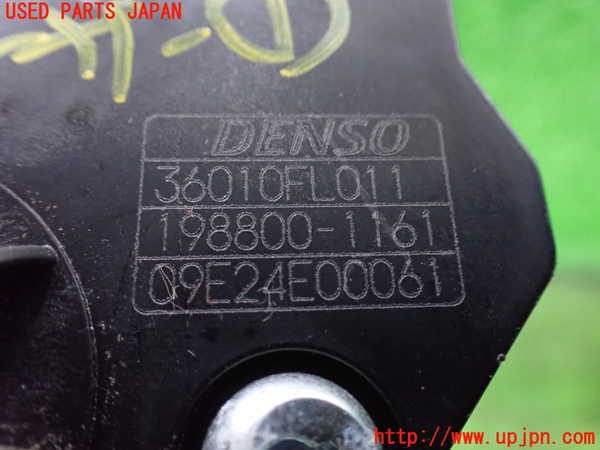 USED PARTS JAPAN
DENSO
36010FL011
198800-1161
09E24E00061
http://www.upjpn.com